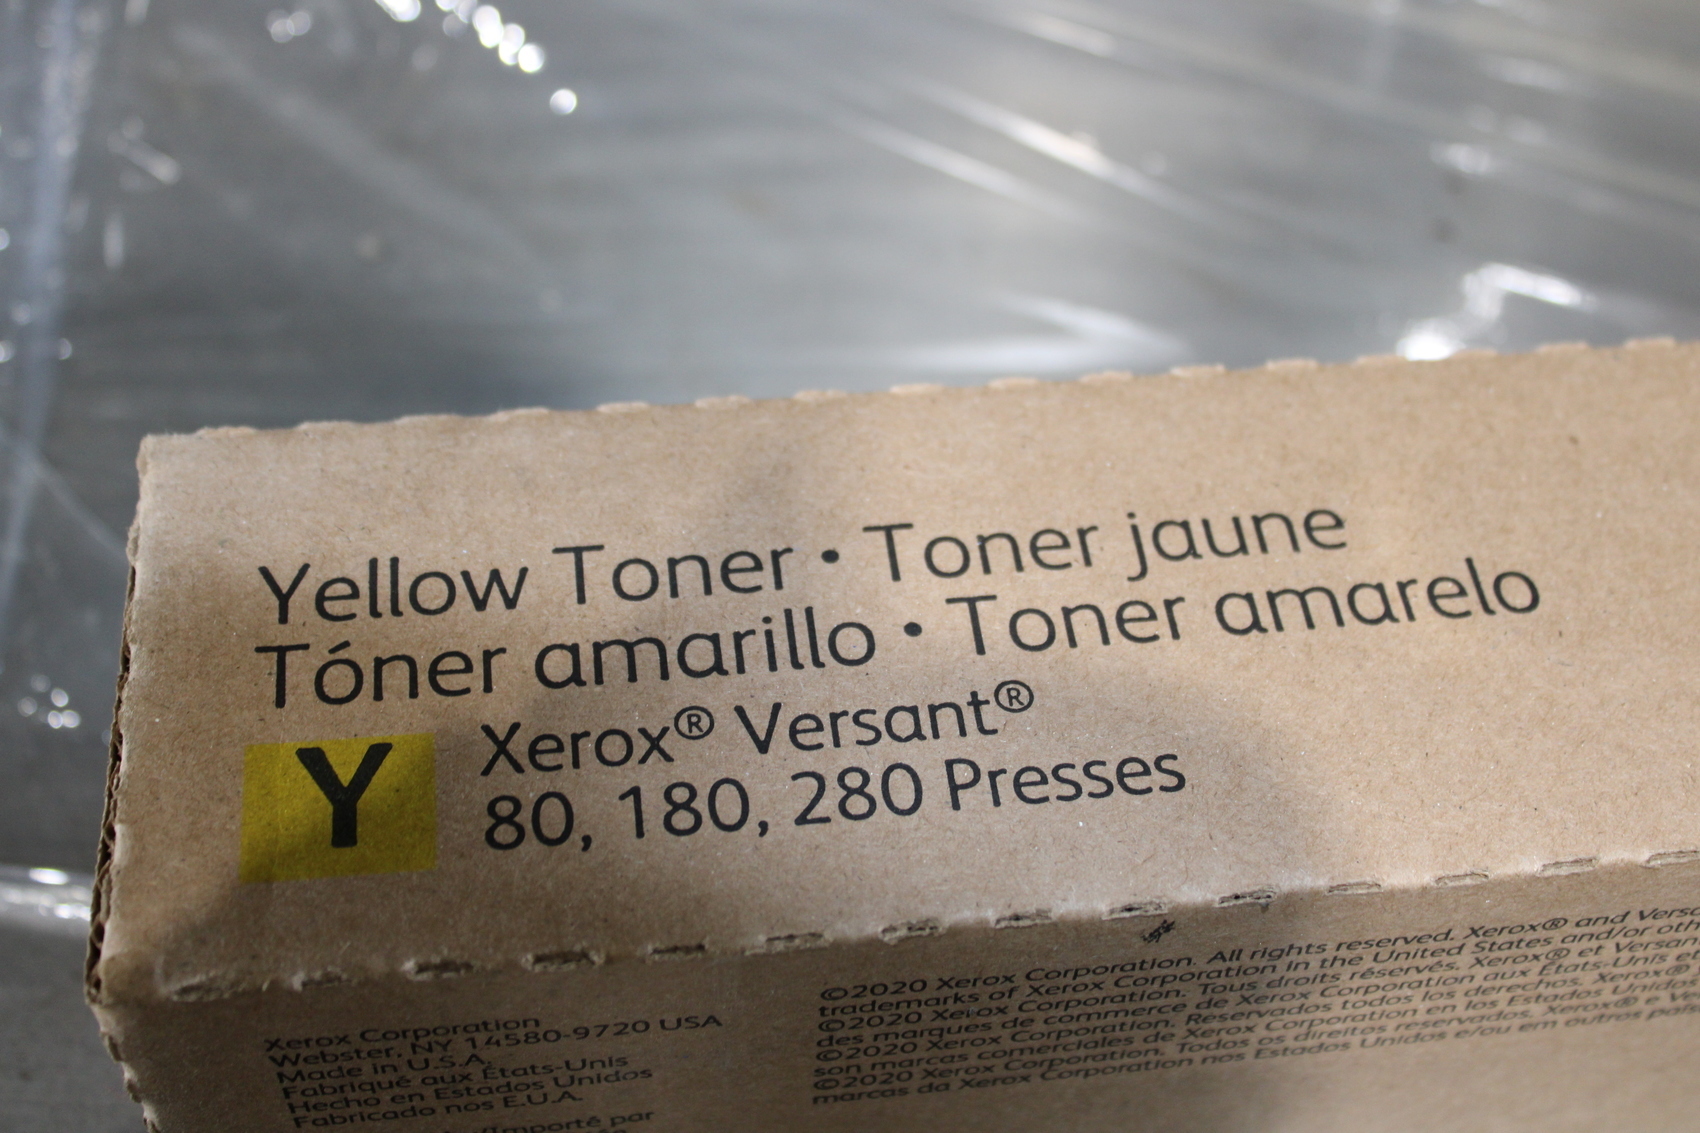 Yellow Toner • Toner jaune
Tóner amarillo • Toner amarelo
Y
Xerox® Versant®
80, 180, 280 Presses
Xerox Corporation
Webster, NY 14580-9720 USA
Made in U.S.A.
Fabriqué aux États-Unis
Hecho en Estados Unidos
Fabricado nos E.U.A.
Importé par
©2020 Xerox Corporation. All rights reserved. Xerox® and
trademarks of Xerox Corporation in the United States and/or
©2020 Xerox Corporation. Tous droits réservés. Xerox® et
des marques de commerce de Xerox Corporation aux États-Unis et
©2020 Xerox Corporation. Reservados todos los derechos. Xerox®
son marcas comerciales de Xerox Corporation en los Estados Unidos
©2020 Xerox Corporation. Todos os direitos reservados. Xerox® e
marcas da Xerox Corporation nos Estados Unidos e/ou em outros